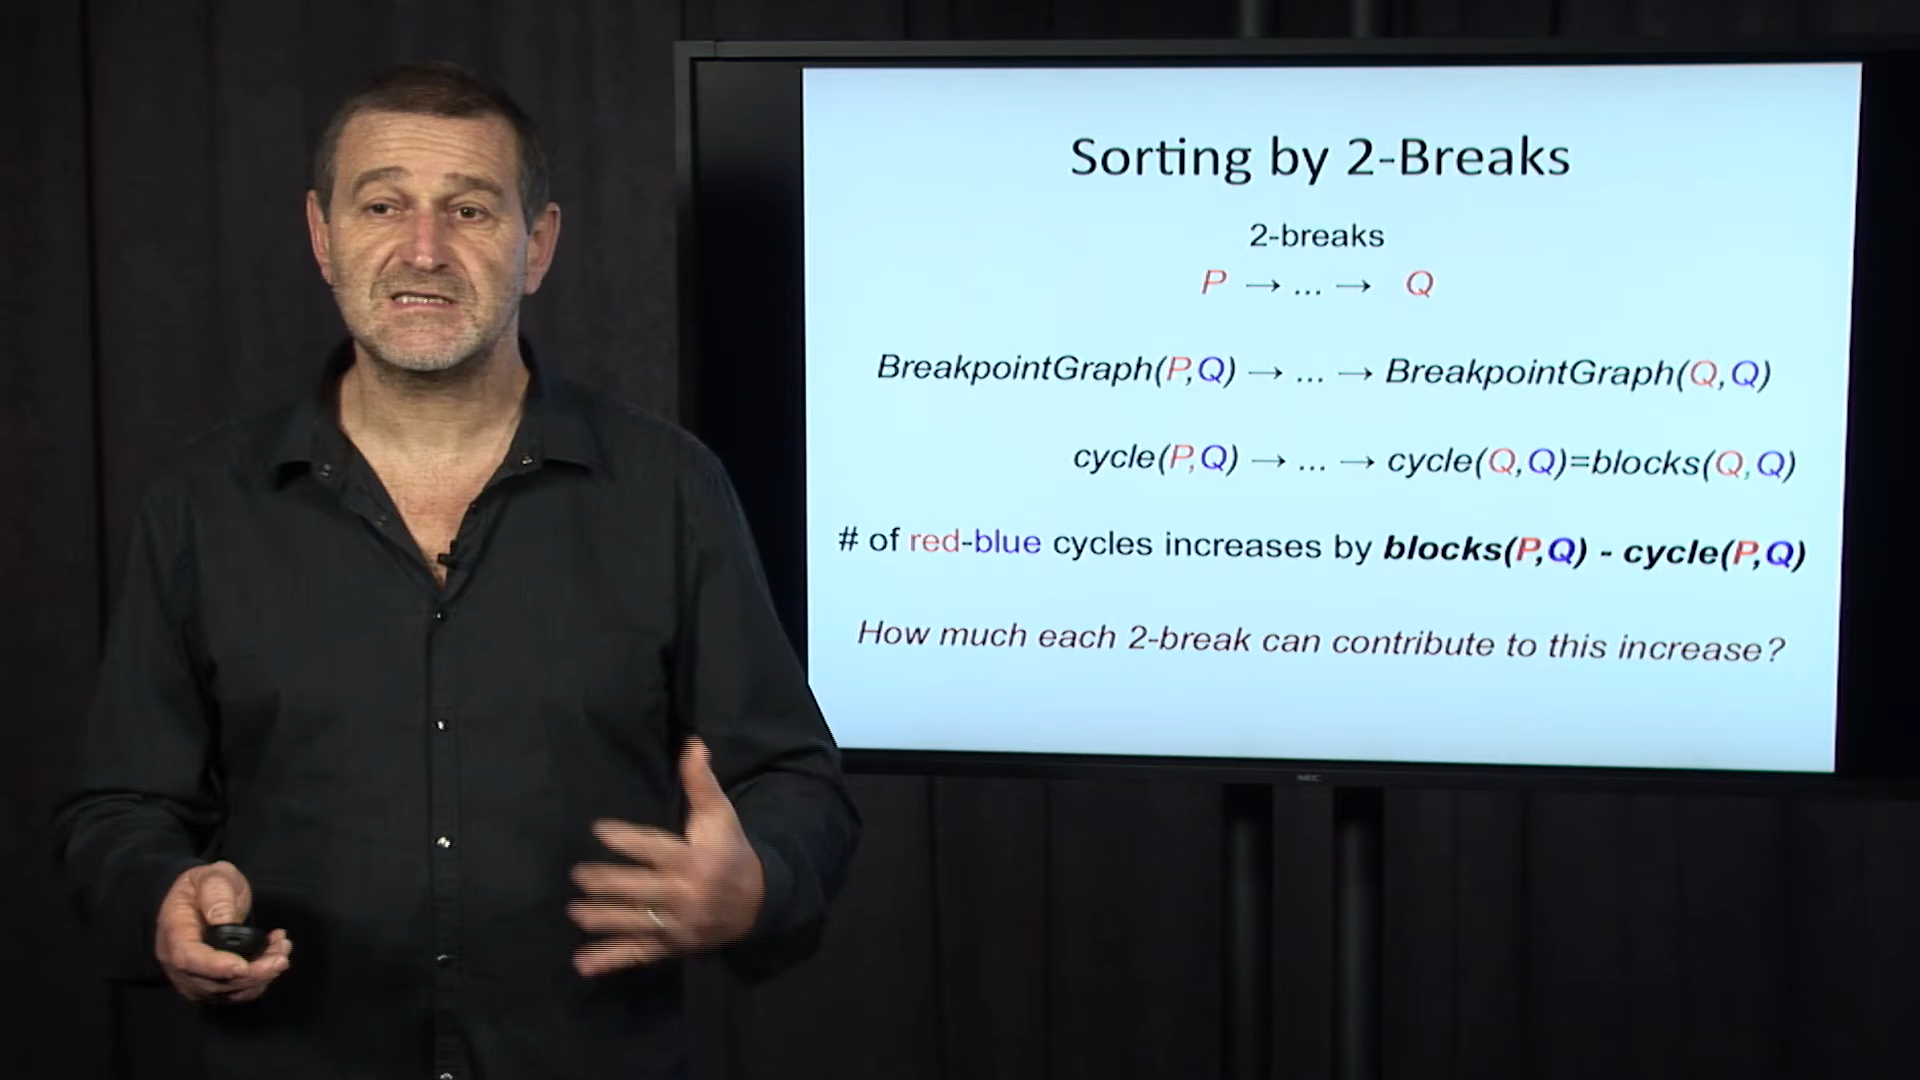 Sorting by 2-Breaks
2-breaks
P → ... → Q
BreakpointGraph(P,Q) → ... → BreakpointGraph(Q,Q)
cycle(P,Q) → ... → cycle(Q,Q)=blocks(Q,Q)
# of red-blue cycles increases by blocks(P,Q) - cycle(P,Q)
How much each 2-break can contribute to this increase?
NEC